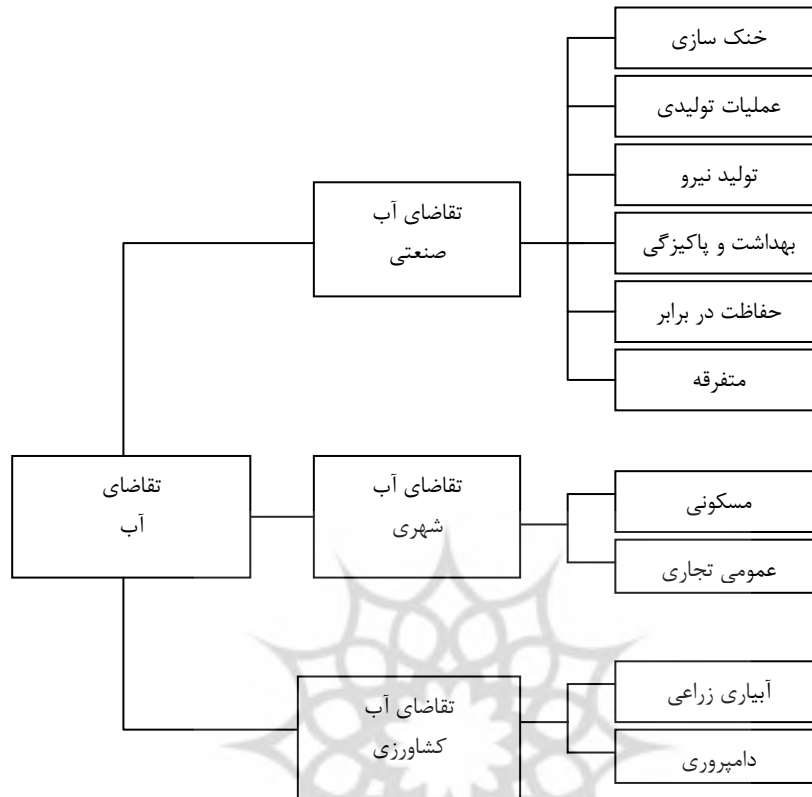 خنک سازی
عملیات تولیدی
تولید نیرو
بهداشت و پاکیزگی
حفاظت در برابر
متفرقه
تقاضای آب
صنعتی
تقاضای
آب
تقاضای آب
شهری
مسکونی
عمومی تجاری
تقاضای آب
کشاورزی
آبیاری زراعی
دامپروری